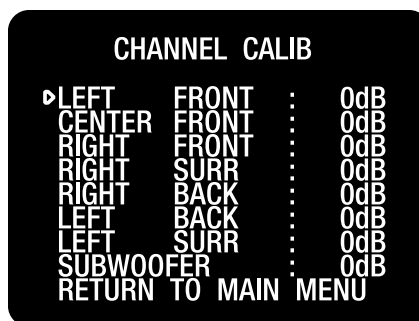 CHANNEL CALIB
LEFT FRONT : 0dB
CENTER FRONT : 0dB
RIGHT FRONT : 0dB
RIGHT SURR : 0dB
RIGHT BACK : 0dB
LEFT BACK : 0dB
LEFT SURR : 0dB
SUBWOOFER : 0dB
RETURN TO MAIN MENU